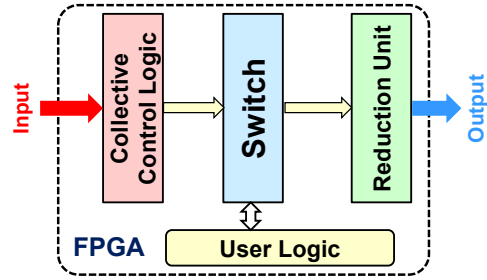 Input
Collective
Control Logic
Switch
Reduction Unit
Output
FPGA
User Logic